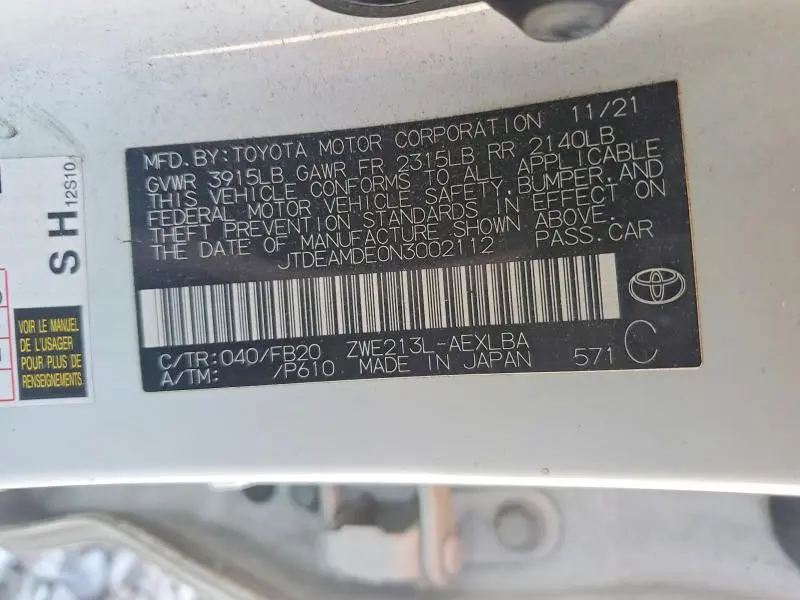 MFD.BY:TOYOTA MOTOR CORPORATION 11/21
GVWR 3915LB GAWR FR 2315LB RR 2140LB
THIS VEHICLE CONFORMS TO ALL APPLICABLE
FEDERAL MOTOR VEHICLE SAFETY,BUMPER,AND
THEFT PREVENTION STANDARDS IN EFFECT ON
THE DATE OF MANUFACTURE SHOWN ABOVE.
JTDEAMDE0N3002112 PASS.CAR
C/TR:040/FB20 ZWE213L-AEXLBA
A/TM: /P610 MADE IN JAPAN 571 C
SH 12S10
VOIR LE MANUEL
DE L'USAGER
POUR PLUS DE
RENSEIGNEMENTS